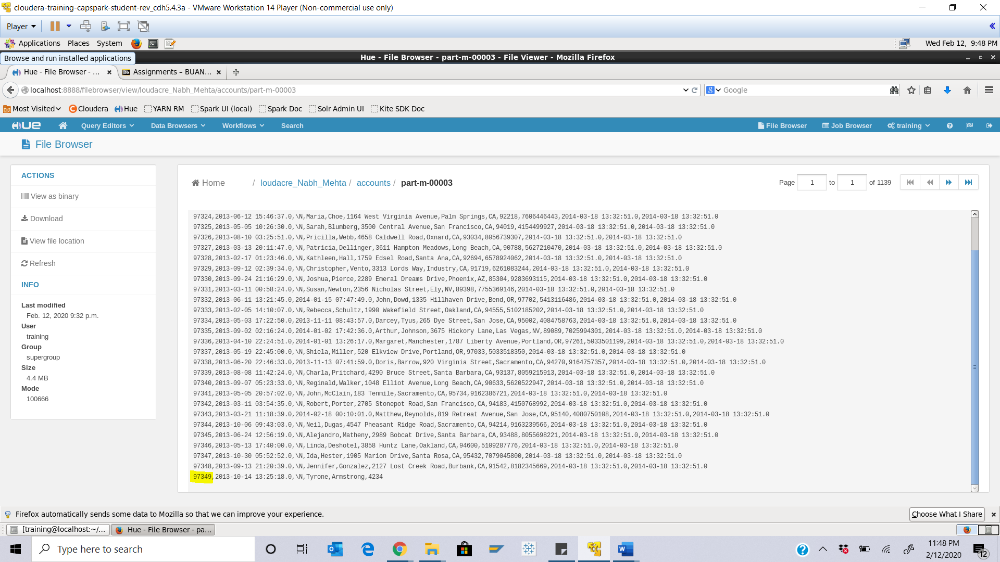 cloudera-training-capspark-student-rev_cdh5.4.3a - VMware Workstation 14 Player (Non-commercial use only)
Player
Applications Places System
Wed Feb 12, 9:48 PM
Browse and run installed applications
Hue - File Browser - part-m-00003 - File Viewer - Mozilla Firefox
Hue - File Browser - ...
Assignments – BUAN...
localhost:8888/filebrowser/view/loudacre_Nabh_Mehta/accounts/part-m-00003
Google
Most Visited Cloudera Hue YARN RM Spark UI (local) Spark Doc Solr Admin UI Kite SDK Doc
HUE Query Editors Data Browsers Workflows Search File Browser Job Browser training
File Browser
ACTIONS
View as binary
Download
View file location
Refresh
INFO
Last modified
Feb. 12, 2020 9:32 p.m.
User
training
Group
supergroup
Size
4.4 MB
Mode
100666
Home / loudacre_Nabh_Mehta / accounts / part-m-00003
Page 1 to 1 of 1139
97324,2013-06-12 15:46:37.0,\N,Maria,Choe,1164 West Virginia Avenue,Palm Springs,CA,92218,7606446443,2014-03-18 13:32:51.0,2014-03-18 13:32:51.0
97325,2013-05-05 10:26:30.0,\N,Sarah,Blumberg,3500 Central Avenue,San Francisco,CA,94019,4154499927,2014-03-18 13:32:51.0,2014-03-18 13:32:51.0
97326,2013-08-10 03:25:51.0,\N,Pricilla,Webb,4658 Caldwell Road,Oxnard,CA,93034,8056739307,2014-03-18 13:32:51.0,2014-03-18 13:32:51.0
97327,2013-03-13 20:11:47.0,\N,Patricia,Dellinger,3611 Hampton Meadows,Long Beach,CA,90788,5627210470,2014-03-18 13:32:51.0,2014-03-18 13:32:51.0
97328,2013-02-17 01:23:46.0,\N,Kathleen,Hall,1759 Edsel Road,Santa Ana,CA,92694,6578924062,2014-03-18 13:32:51.0,2014-03-18 13:32:51.0
97329,2013-09-12 02:39:34.0,\N,Christopher,Vento,3313 Lords Way,Industry,CA,91719,6261083244,2014-03-18 13:32:51.0,2014-03-18 13:32:51.0
97330,2013-09-24 21:16:29.0,\N,Joshua,Pierce,2289 Emeral Dreams Drive,Phoenix,AZ,85304,9283693115,2014-03-18 13:32:51.0,2014-03-18 13:32:51.0
97331,2013-03-11 00:58:24.0,\N,Susan,Newton,2356 Nicholas Street,Ely,NV,89398,7755369146,2014-03-18 13:32:51.0,2014-03-18 13:32:51.0
97332,2013-06-11 13:21:45.0,2014-01-15 07:47:49.0,John,Dowd,1335 Hillhaven Drive,Bend,OR,97702,5413116486,2014-03-18 13:32:51.0,2014-03-18 13:32:51.0
97333,2013-02-05 14:10:07.0,\N,Rebecca,Schultz,1990 Wakefield Street,Oakland,CA,94555,5102185202,2014-03-18 13:32:51.0,2014-03-18 13:32:51.0
97334,2013-05-03 17:22:50.0,2013-11-11 08:43:57.0,Darcey,Tyus,265 Dye Street,San Jose,CA,95002,4084758763,2014-03-18 13:32:51.0,2014-03-18 13:32:51.0
97335,2013-09-02 02:16:24.0,2014-01-02 17:42:36.0,Arthur,Johnson,3675 Hickory Lane,Las Vegas,NV,89089,7025994301,2014-03-18 13:32:51.0,2014-03-18 13:32:51.0
97336,2013-04-10 22:24:51.0,2014-01-01 13:26:17.0,Margaret,Manchester,1787 Liberty Avenue,Portland,OR,97261,5033501199,2014-03-18 13:32:51.0,2014-03-18 13:32:51.0
97337,2013-05-19 22:45:00.0,\N,Shiela,Miller,520 Elkview Drive,Portland,OR,97033,5033518350,2014-03-18 13:32:51.0,2014-03-18 13:32:51.0
97338,2013-06-20 22:46:33.0,2013-11-13 07:41:59.0,Doris,Barrow,920 Virginia Street,Sacramento,CA,94270,9164757357,2014-03-18 13:32:51.0,2014-03-18 13:32:51.0
97339,2013-08-08 11:42:24.0,\N,Charla,Pritchard,4290 Bruce Street,Santa Barbara,CA,93137,8059215913,2014-03-18 13:32:51.0,2014-03-18 13:32:51.0
97340,2013-09-07 05:23:33.0,\N,Reginald,Walker,1048 Elliot Avenue,Long Beach,CA,90633,5620522947,2014-03-18 13:32:51.0,2014-03-18 13:32:51.0
97341,2013-05-05 20:57:02.0,\N,John,McClain,183 Tenmile,Sacramento,CA,95734,9162386721,2014-03-18 13:32:51.0,2014-03-18 13:32:51.0
97342,2013-03-11 03:54:35.0,\N,Robert,Porter,2705 Stonepot Road,San Francisco,CA,94183,4150768992,2014-03-18 13:32:51.0,2014-03-18 13:32:51.0
97343,2013-03-21 11:18:39.0,2014-02-18 00:10:01.0,Matthew,Reynolds,819 Retreat Avenue,San Jose,CA,95140,4080750108,2014-03-18 13:32:51.0,2014-03-18 13:32:51.0
97344,2013-10-06 09:43:03.0,\N,Neil,Dugas,4547 Pheasant Ridge Road,Sacramento,CA,94214,9163239566,2014-03-18 13:32:51.0,2014-03-18 13:32:51.0
97345,2013-06-24 12:56:19.0,\N,Alejandro,Matheny,2989 Bobcat Drive,Santa Barbara,CA,93488,8055698221,2014-03-18 13:32:51.0,2014-03-18 13:32:51.0
97346,2013-05-13 17:40:00.0,\N,Linda,Deshotel,3858 Huntz Lane,Oakland,CA,94600,5109287776,2014-03-18 13:32:51.0,2014-03-18 13:32:51.0
97347,2013-10-30 05:52:52.0,\N,Ida,Hester,1905 Marion Drive,Santa Rosa,CA,95432,7079045800,2014-03-18 13:32:51.0,2014-03-18 13:32:51.0
97348,2013-09-13 21:20:39.0,\N,Jennifer,Gonzalez,2127 Lost Creek Road,Burbank,CA,91542,8182345669,2014-03-18 13:32:51.0,2014-03-18 13:32:51.0
97349,2013-10-14 13:25:18.0,\N,Tyrone,Armstrong,4234
Firefox automatically sends some data to Mozilla so that we can improve your experience.
Choose What I Share
[training@localhost:~/...
Hue - File Browser - pa...
Type here to search
11:48 PM
2/12/2020
12